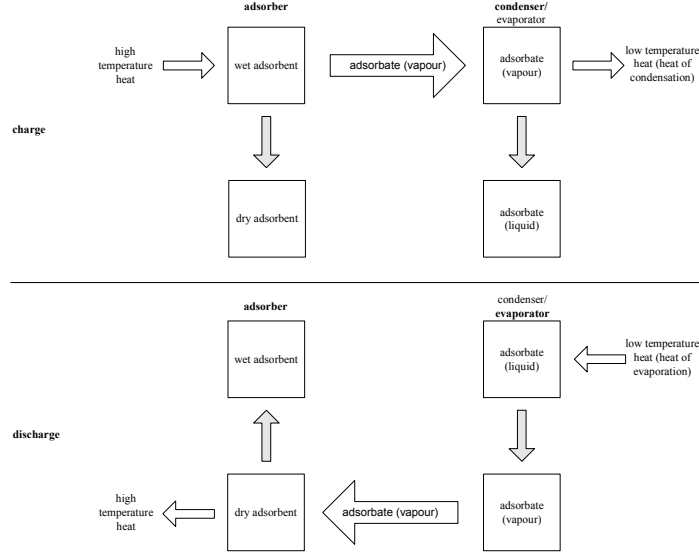 adsorber
condenser/
evaporator
high
temperature
heat
wet adsorbent
adsorbate (vapour)
adsorbate
(vapour)
low temperature
heat (heat of
condensation)
charge
dry adsorbent
adsorbate
(liquid)
adsorber
condenser/
evaporator
wet adsorbent
adsorbate
(liquid)
low temperature
heat (heat of
evaporation)
discharge
high
temperature
heat
dry adsorbent
adsorbate (vapour)
adsorbate
(vapour)